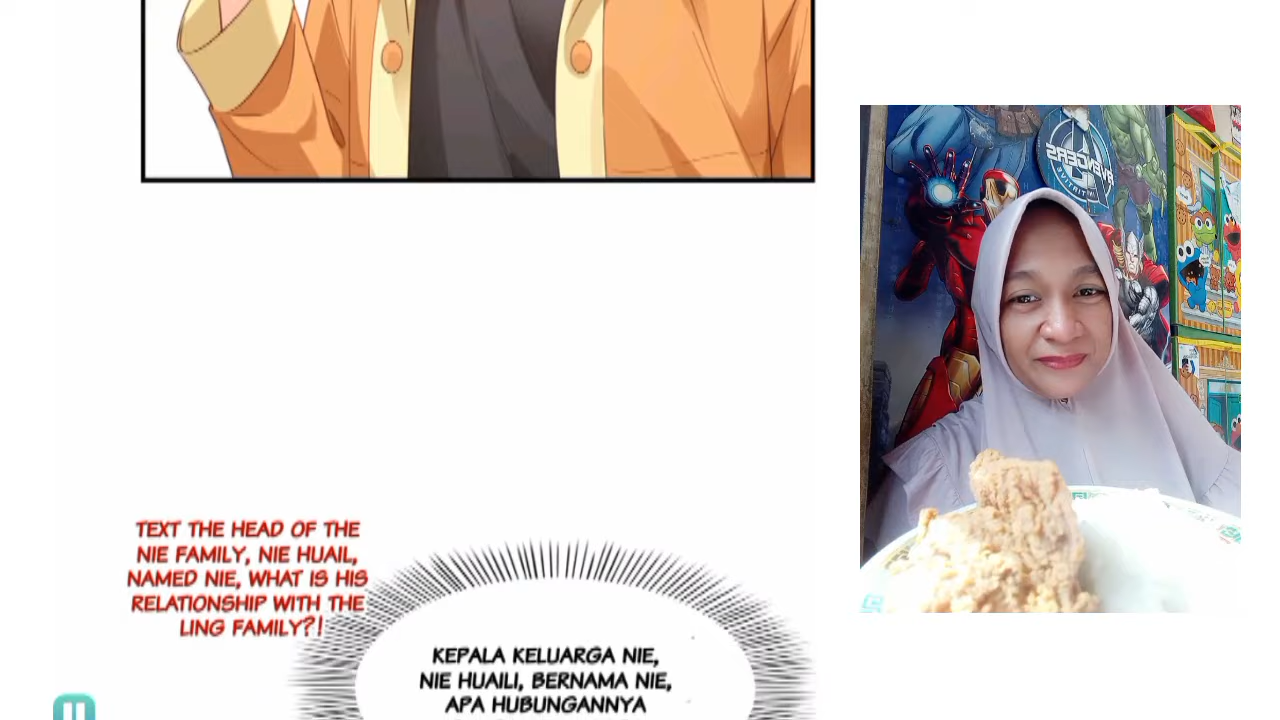 AVENGERS
TEXT THE HEAD OF THE
NIE FAMILY, NIE HUAIL,
NAMED NIE, WHAT IS HIS
RELATIONSHIP WITH THE
LING FAMILY?!
KEPALA KELUARGA NIE,
NIE HUAILI, BERNAMA NIE,
APA HUBUNGANNYA